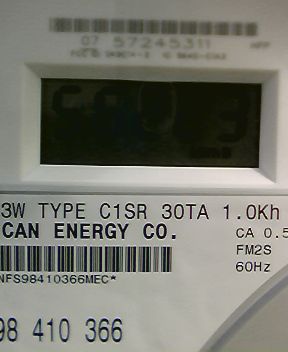 07 57245311
3W TYPE C1SR 30TA 1.0Kh
CAN ENERGY CO.
CA 0.5
FM2S
NFS98410366MEC*
60Hz
98 410 366